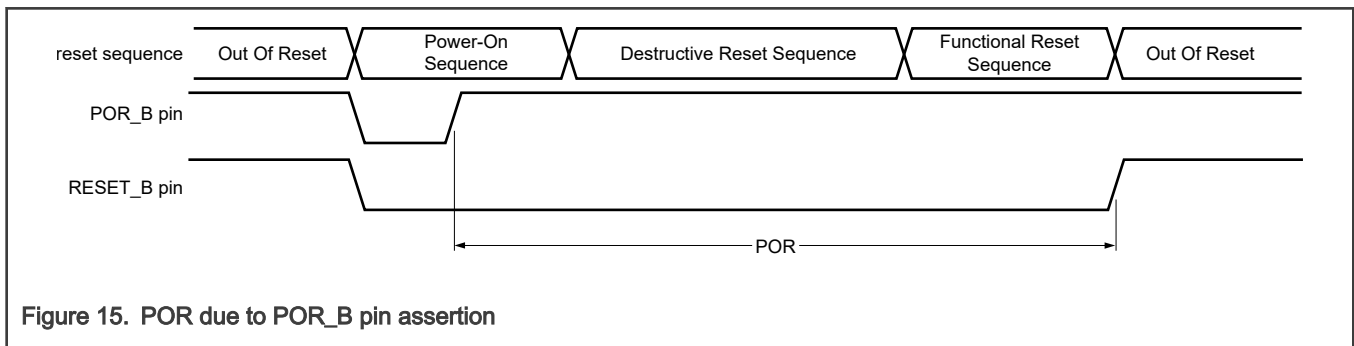 reset sequence
Out Of Reset
Power-On
Sequence
Destructive Reset Sequence
Functional Reset
Sequence
Out Of Reset
POR_B pin
RESET_B pin
POR
Figure 15. POR due to POR_B pin assertion